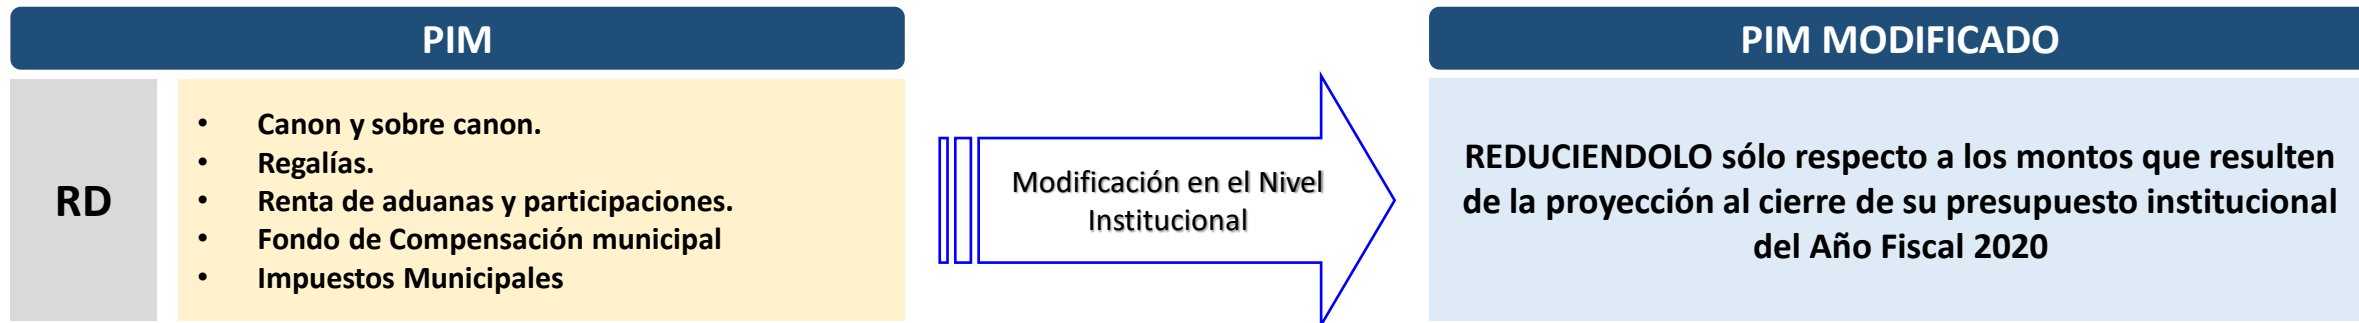 PIM
RD
• Canon y sobre canon.
• Regalías.
• Renta de aduanas y participaciones.
• Fondo de Compensación municipal
• Impuestos Municipales
Modificación en el Nivel
Institucional
PIM MODIFICADO
REDUCIENDOLO sólo respecto a los montos que resulten
de la proyección al cierre de su presupuesto institucional
del Año Fiscal 2020